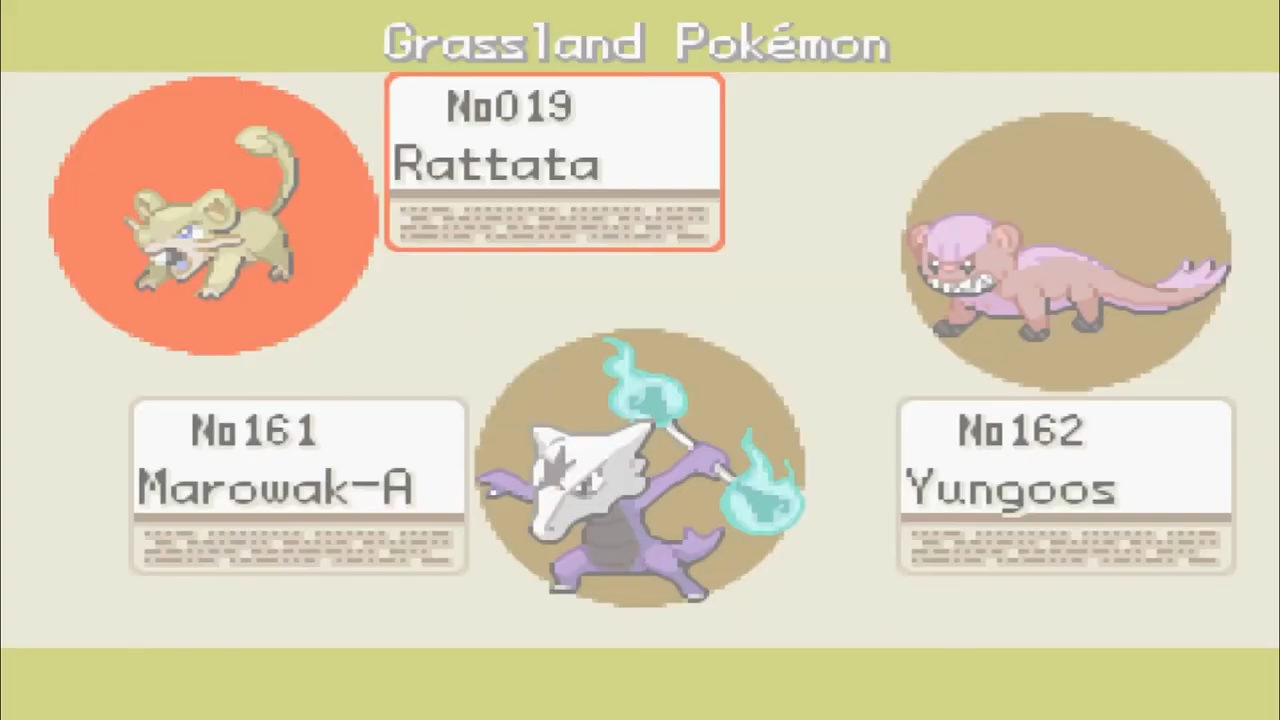 Grassland Pokémon
No019
Rattata
No161
Marowak-A
No162
Yungoos